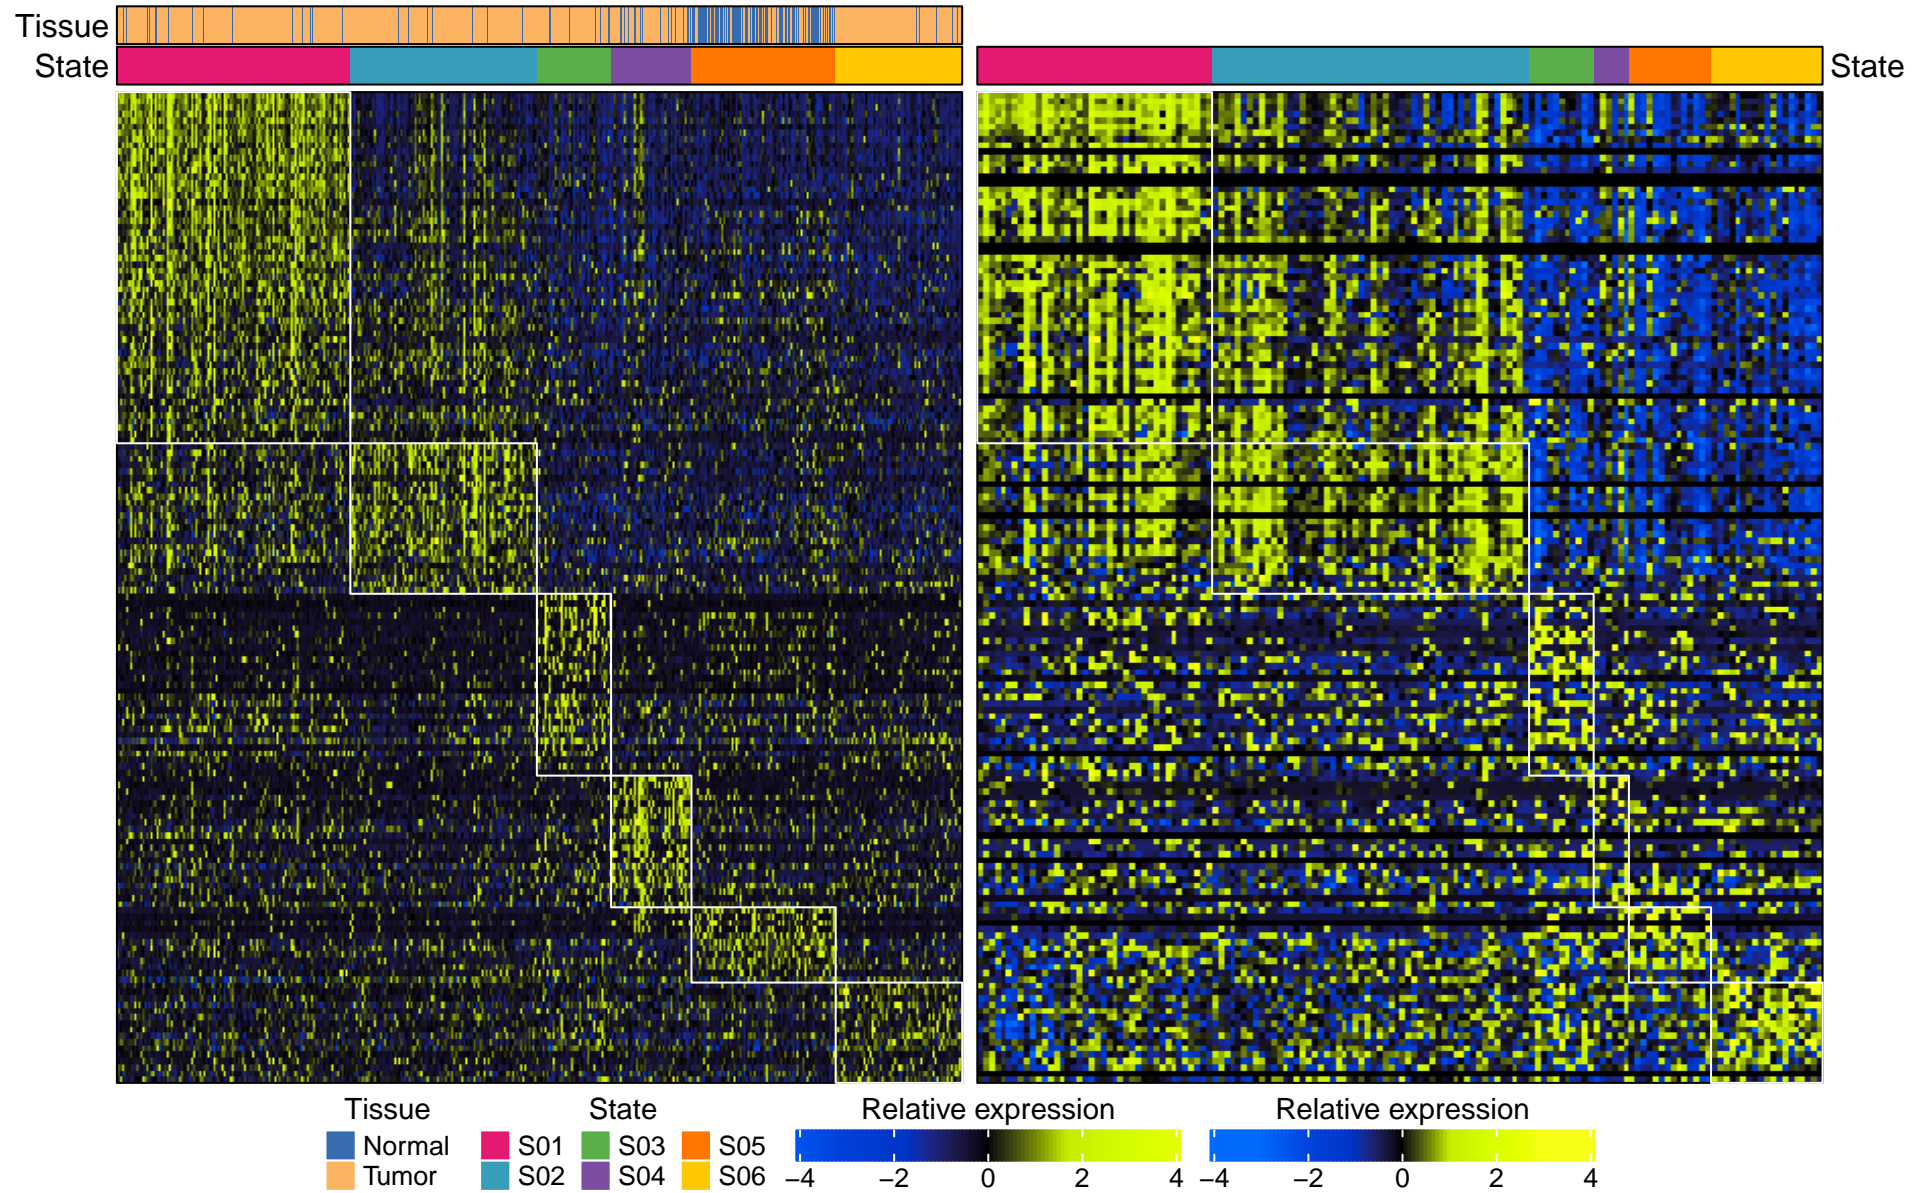 Tissue
State
State
Tissue
State
Relative expression
Relative expression
Normal
S01
S03
S05
Tumor
S02
S04
S06
−4
−2
0
2
4
−4
−2
0
2
4